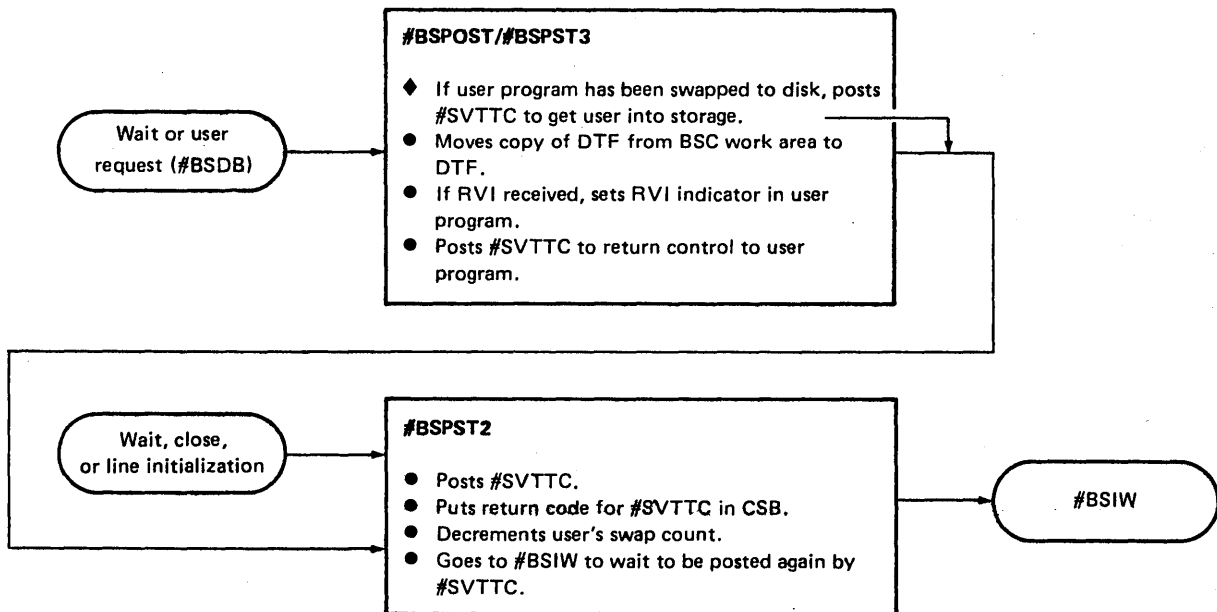 #BSPOST/#BSPST3
♦ If user program has been swapped to disk, posts
#SVTTC to get user into storage.
● Moves copy of DTF from BSC work area to
DTF.
● If RVI received, sets RVI indicator in user
program.
● Posts #SVTTC to return control to user
program.
Wait or user
request (#BSDB)
Wait, close,
or line initialization
#BSPST2
● Posts #SVTTC.
● Puts return code for #SVTTC in CSB.
● Decrements user's swap count.
● Goes to #BSIW to wait to be posted again by
#SVTTC.
#BSIW